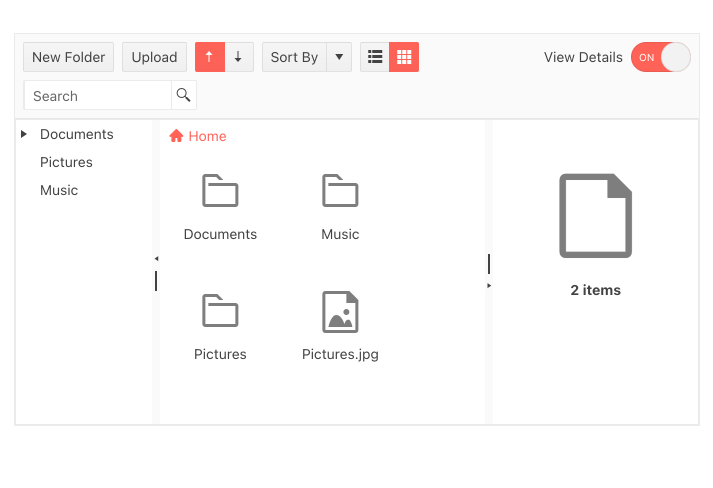 New Folder Upload Sort By View Details ON
Search
Documents
Pictures
Music
Home
Documents Music
Pictures Pictures.jpg
2 items